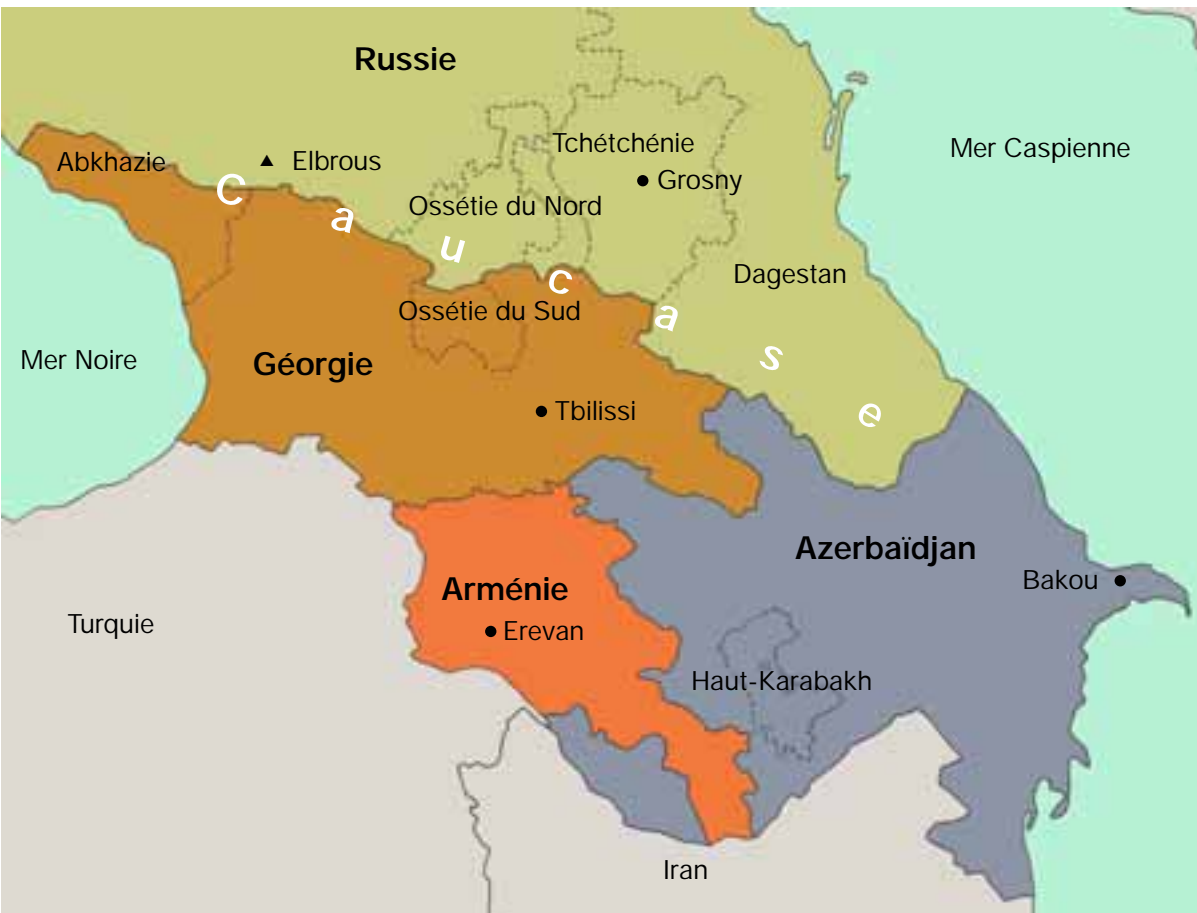 Russie
Tchétchénie
Mer Caspienne
Abkhazie
Elbrous
Grosny
Caucase
Ossétie du Nord
Dagestan
Ossétie du Sud
Mer Noire
Géorgie
Tbilissi
Azerbaïdjan
Bakou
Arménie
Turquie
Erevan
Haut-Karabakh
Iran